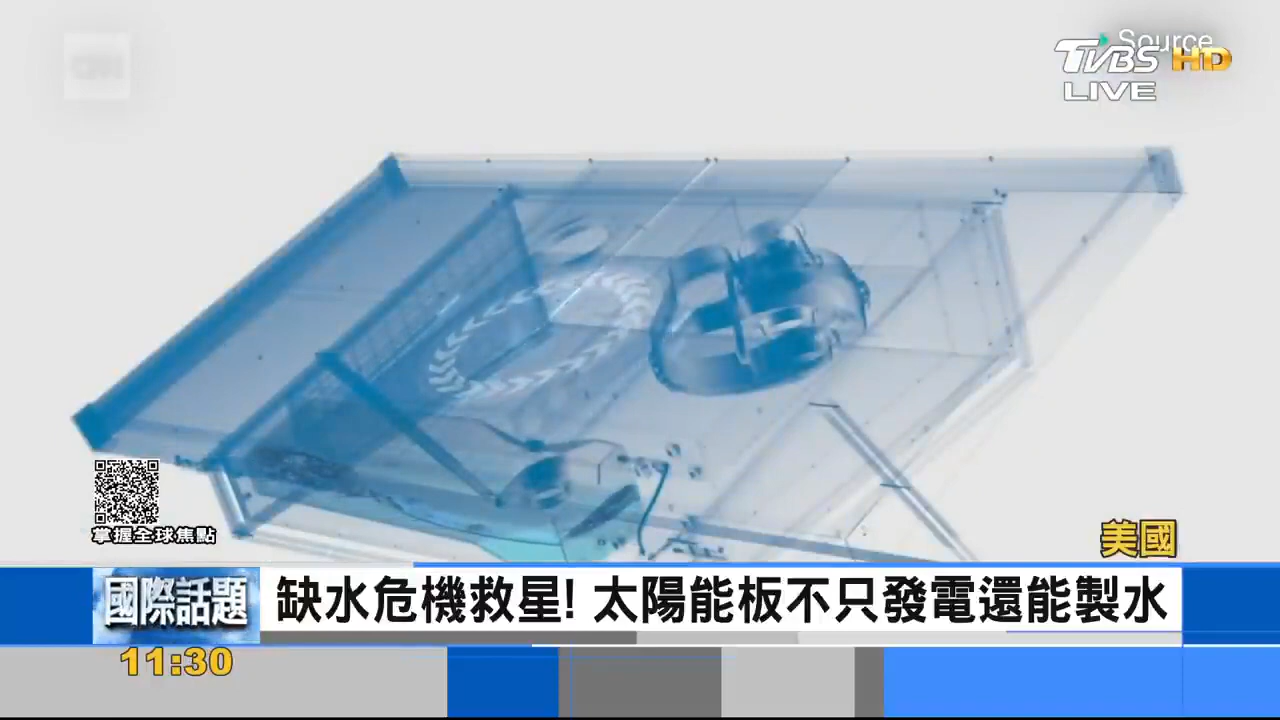 Source
TVBS HD
LIVE
掌握全球焦點
美國
國際話題
缺水危機救星! 太陽能板不只發電還能製水
11:30